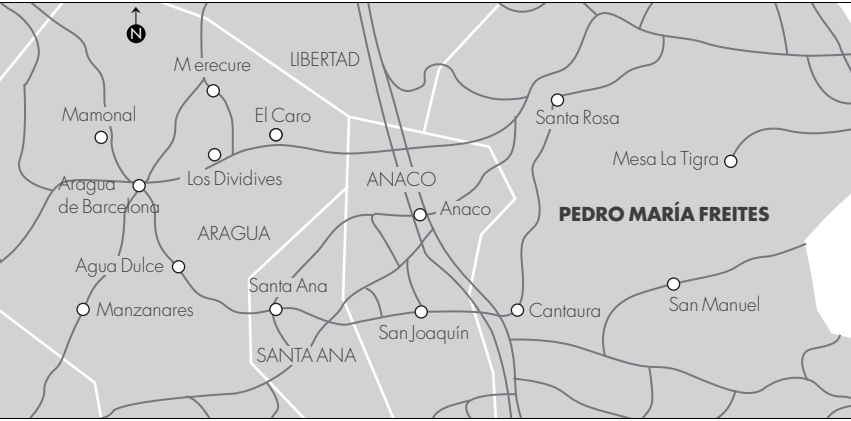 N
LIBERTAD
Merecure
Mamonal
El Caro
Santa Rosa
Mesa La Tigra
Los Dividives
ANACO
Aragua
de Barcelona
Anaco
PEDRO MARÍA FREITES
ARAGUA
Agua Dulce
Santa Ana
Manzanares
San Manuel
Cantaura
San Joaquín
SANTA ANA